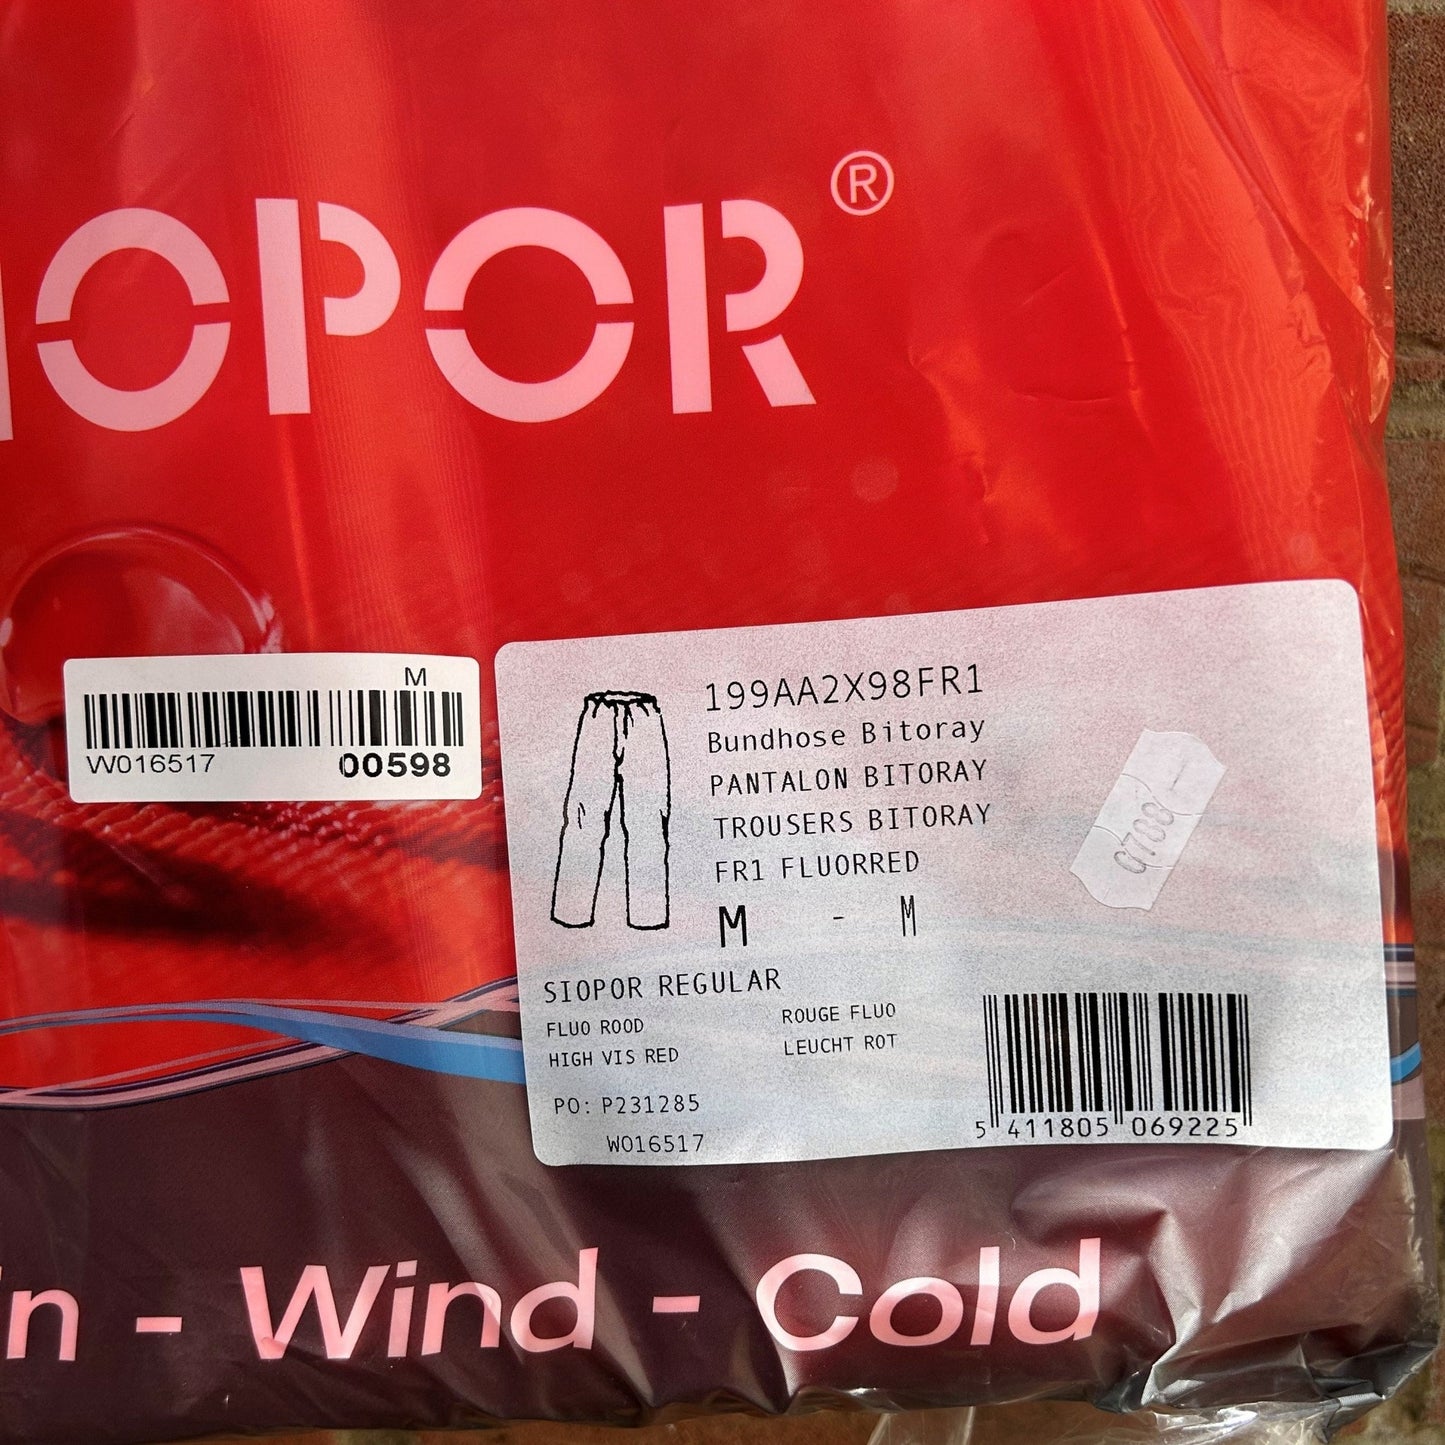 IOPOR®
M
W016517
00598
199AA2X98FR1
Bundhose Bitoray
PANTALON BITORAY
TROUSERS BITORAY
FR1 FLUORRED
M - M
SIOPOR REGULAR
FLUO ROOD ROUGE FLUO
HIGH VIS RED LEUCHT ROT
PO: P231285
W016517
5 411805 069225
in - Wind - Cold